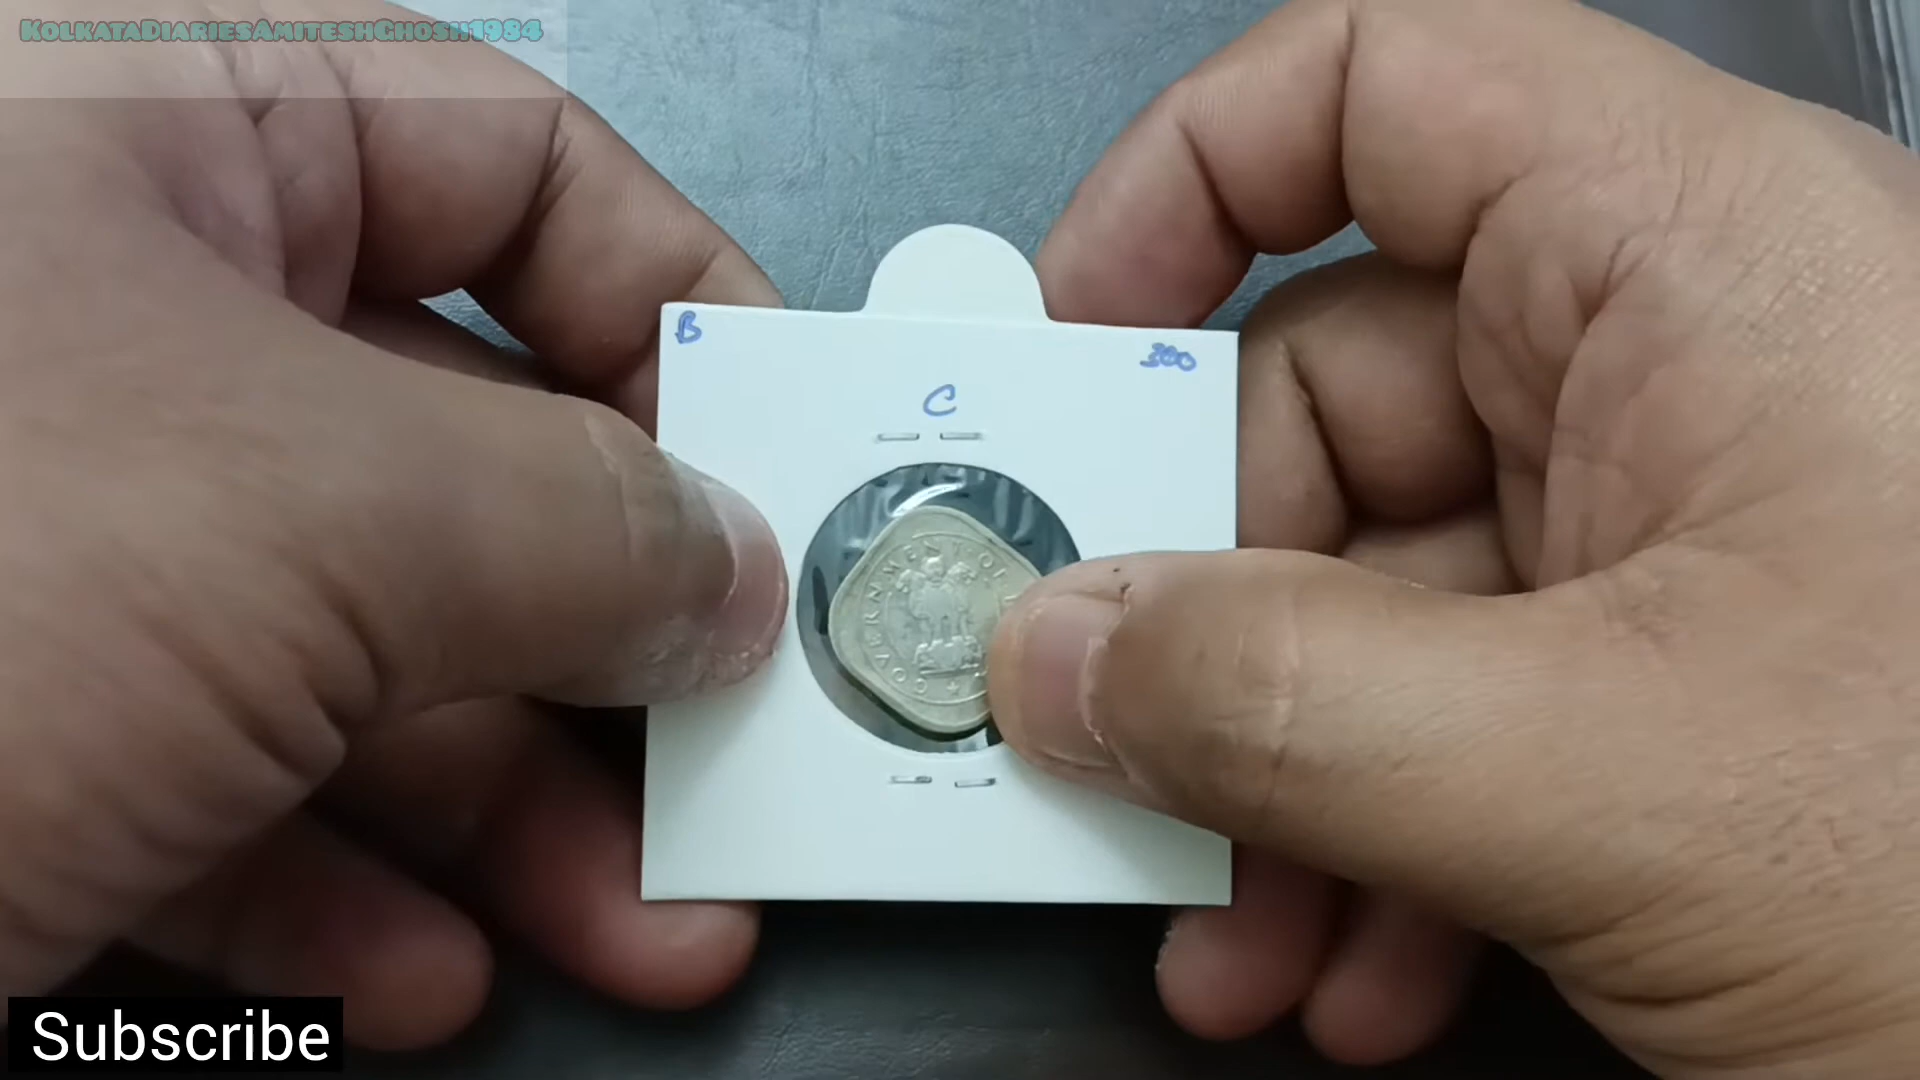 KolkataDiariesAmiteshGhosh1984
B
300
C
GOVERNMENT OF
Subscribe